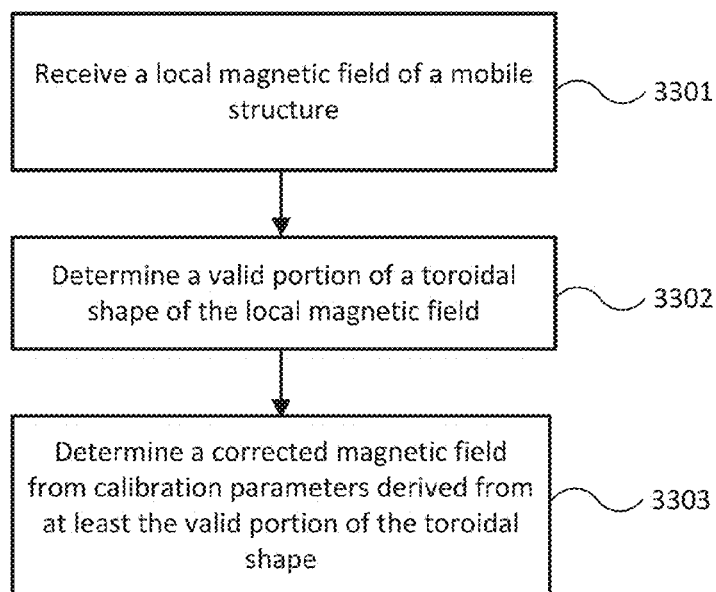 Receive a local magnetic field of a mobile
structure
3301
Determine a valid portion of a toroidal
shape of the local magnetic field
3302
Determine a corrected magnetic field
from calibration parameters derived from
at least the valid portion of the toroidal
shape
3303